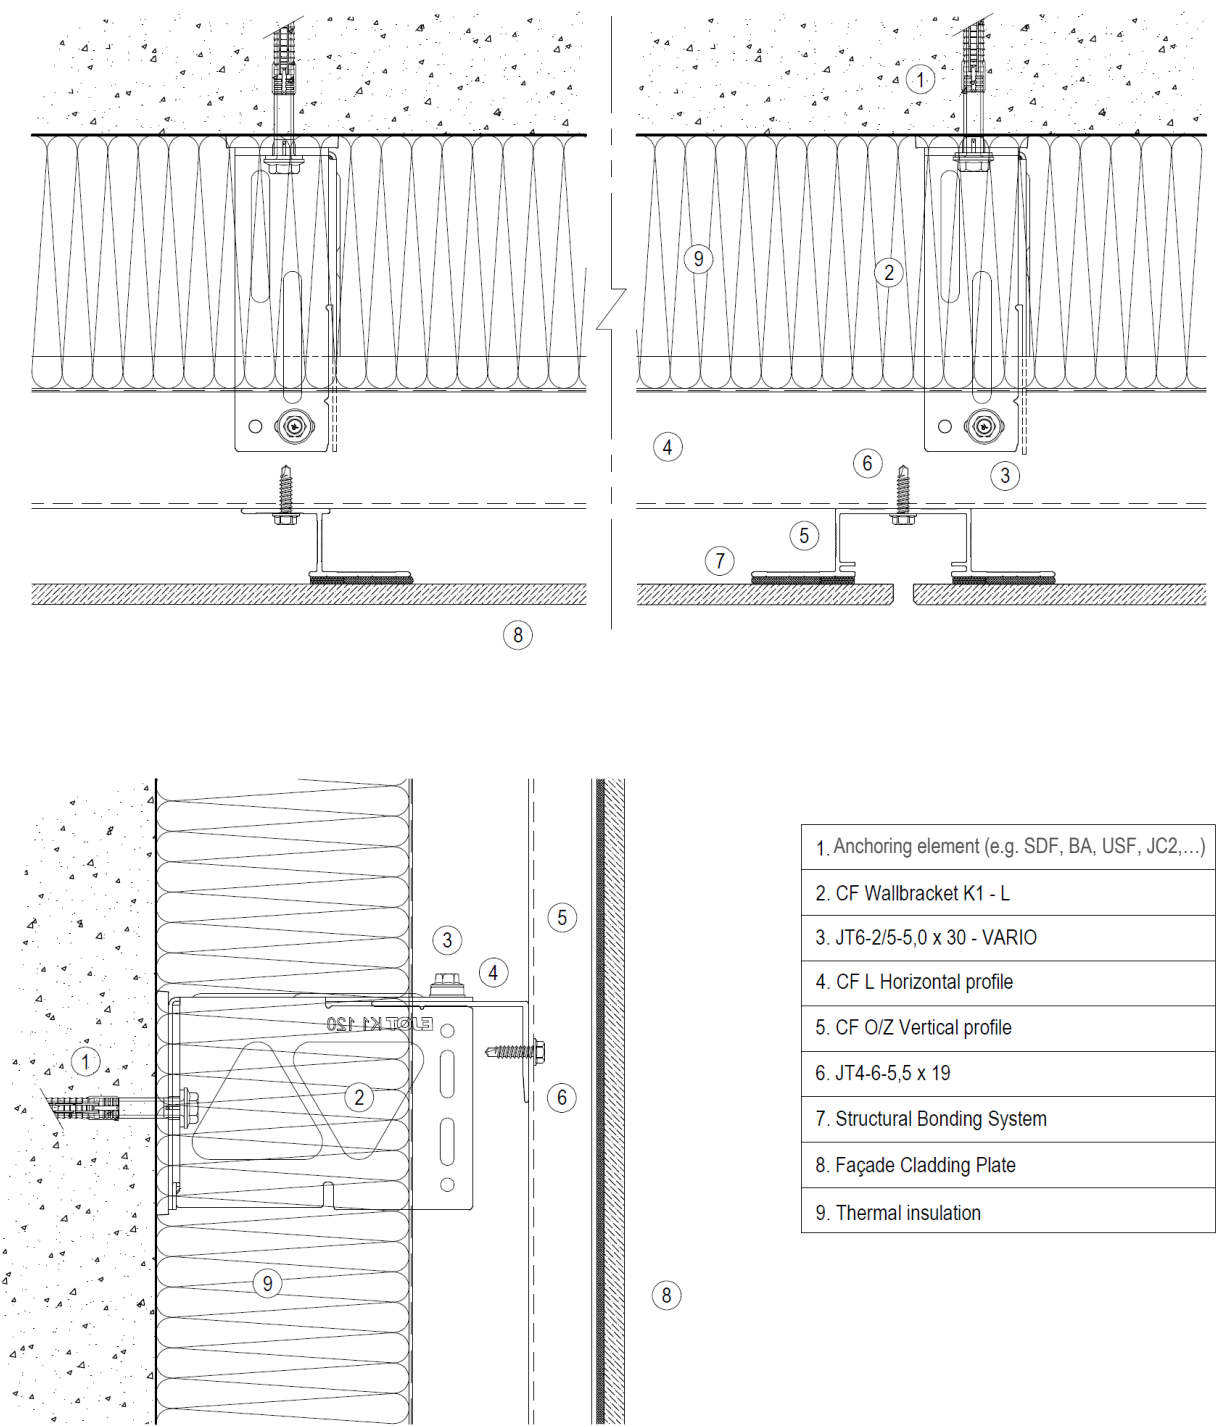 1
9
2
4
6
3
5
7
8
3
4
5
EJOT K1 120
1
2
6
9
8
1. Anchoring element (e.g. SDF, BA, USF, JC2,...)
2. CF Wallbracket K1 - L
3. JT6-2/5-5,0 x 30 - VARIO
4. CF L Horizontal profile
5. CF O/Z Vertical profile
6. JT4-6-5,5 x 19
7. Structural Bonding System
8. Façade Cladding Plate
9. Thermal insulation